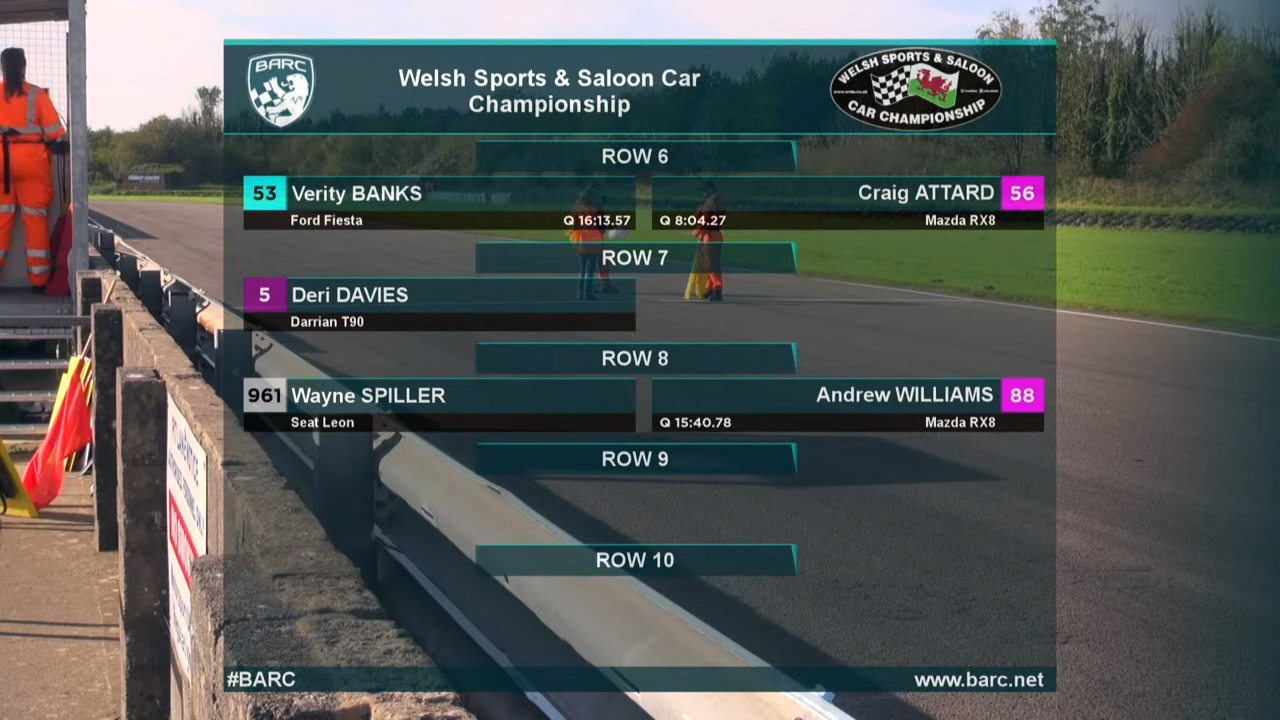 BARC
Welsh Sports & Saloon Car
Championship
WELSH SPORTS & SALOON
CAR CHAMPIONSHIP
ROW 6
53 Verity BANKS
Craig ATTARD 56
Ford Fiesta Q 16:13.57
Q 8:04.27 Mazda RX8
ROW 7
5 Deri DAVIES
Darrian T90
ROW 8
961 Wayne SPILLER
Andrew WILLIAMS 88
Seat Leon
Q 15:40.78 Mazda RX8
ROW 9
ROW 10
#BARC
www.barc.net